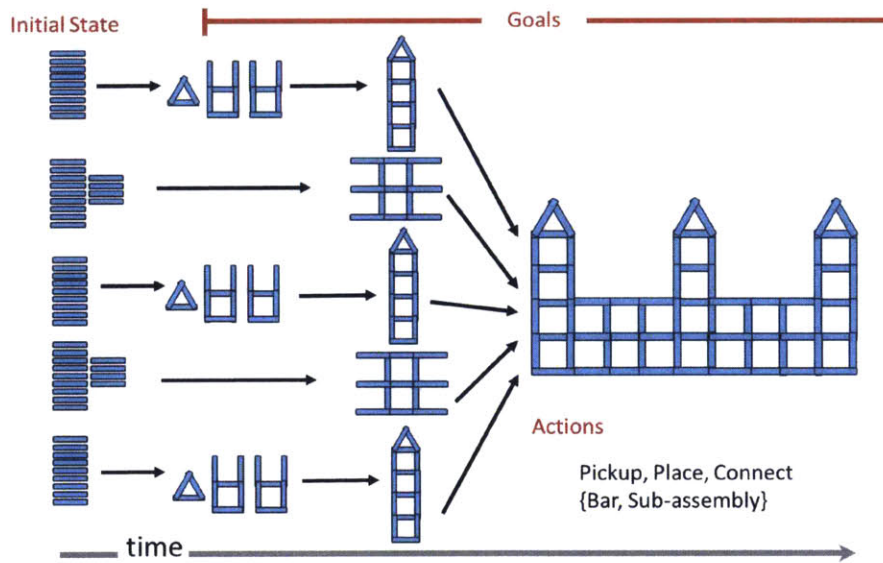 Initial State
Goals
Actions
Pickup, Place, Connect
{Bar, Sub-assembly}
time